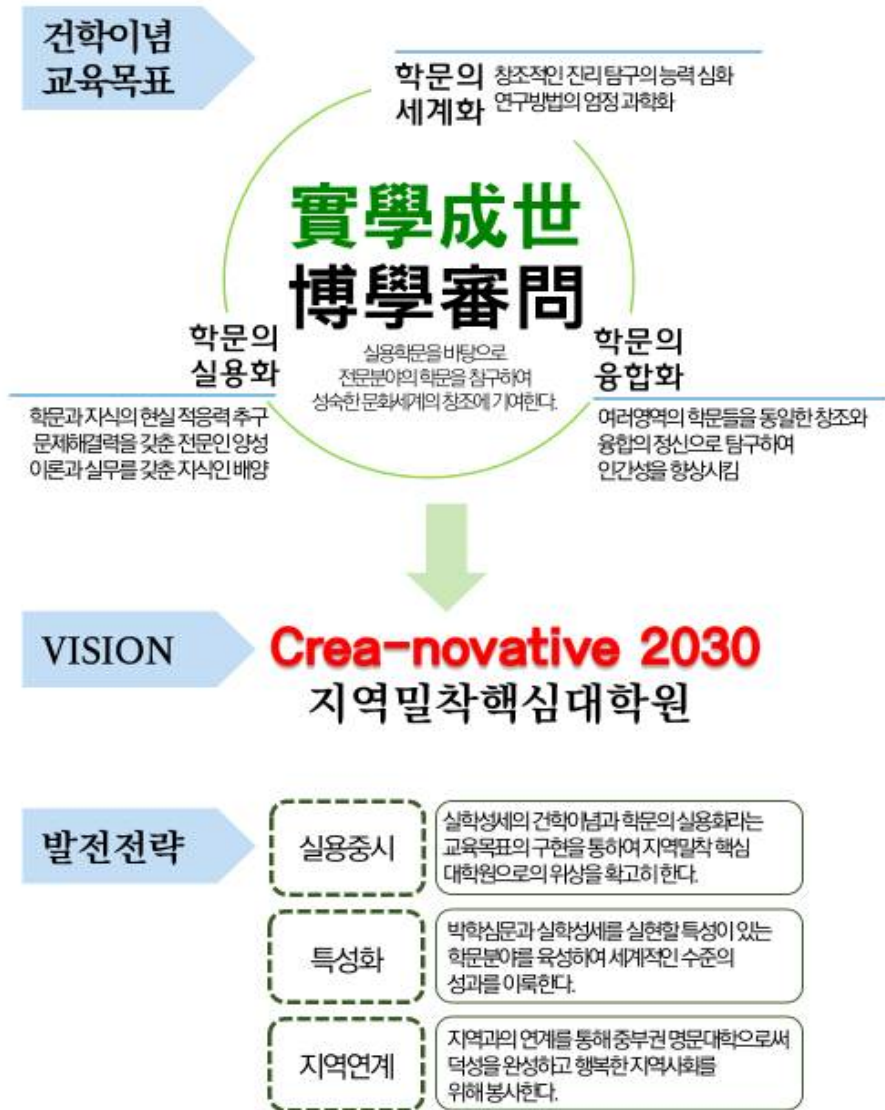 건학이념
교육목표
학문의
세계화
창조적인 진리 탐구의 능력 심화
연구방법의 엄정 과학화
實學成世
博學審問
실용학문을 바탕으로
전문분야의 학문을 참구하여
성숙한 문화세계의 창조에 기여한다.
학문의
실용화
학문과 지식의 현실 적응력 추구
문제해결력을 갖춘 전문인 양성
이론과 실무를 갖춘 지식인 배양
학문의
융합화
여러영역의 학문들을 동일한 창조와
융합의 정신으로 탐구하여
인간성을 향상시킴
VISION
Crea-novative 2030
지역밀착핵심대학원
발전전략
실용중시
실학성세의 건학이념과 학문의 실용화라는
교육목표의 구현을 통하여 지역밀착 핵심
대학원으로의 위상을 확고히 한다.
특성화
박학심문과 실학성세를 실현할 특성이 있는
학문분야를 육성하여 세계적인 수준의
성과를 이룩한다.
지역연계
지역과의 연계를 통해 중부권 명문대학으로써
덕성을 완성하고 행복한 지역사회를
위해 봉사한다.